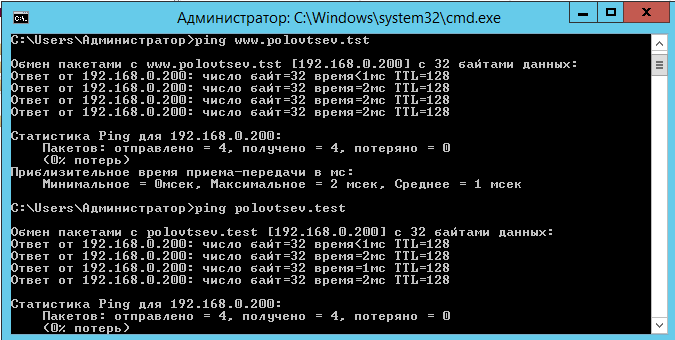 Администратор: C:\Windows\system32\cmd.exe
C:\Users\Администратор>ping www.polovtsev.tst
Обмен пакетами с www.polovtsev.tst [192.168.0.200] с 32 байтами данных:
Ответ от 192.168.0.200: число байт=32 время<1мс TTL=128
Ответ от 192.168.0.200: число байт=32 время=2мс TTL=128
Ответ от 192.168.0.200: число байт=32 время=2мс TTL=128
Ответ от 192.168.0.200: число байт=32 время=2мс TTL=128
Статистика Ping для 192.168.0.200:
Пакетов: отправлено = 4, получено = 4, потеряно = 0
(0% потерь)
Приблизительное время приема-передачи в мс:
Минимальное = 0мсек, Максимальное = 2 мсек, Среднее = 1 мсек
C:\Users\Администратор>ping polovtsev.test
Обмен пакетами с polovtsev.test [192.168.0.200] с 32 байтами данных:
Ответ от 192.168.0.200: число байт=32 время<1мс TTL=128
Ответ от 192.168.0.200: число байт=32 время=2мс TTL=128
Ответ от 192.168.0.200: число байт=32 время=1мс TTL=128
Ответ от 192.168.0.200: число байт=32 время=2мс TTL=128
Статистика Ping для 192.168.0.200:
Пакетов: отправлено = 4, получено = 4, потеряно = 0
(0% потерь)